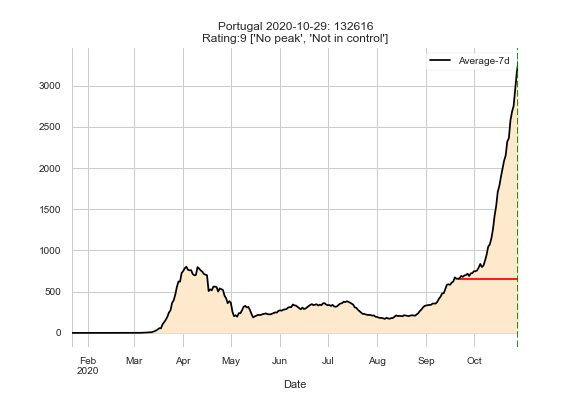 Portugal 2020-10-29: 132616
Rating:9 ['No peak', 'Not in control']
Average-7d
3000
2500
2000
1500
1000
500
0
Feb Mar Apr May Jun Jul Aug Sep Oct
2020
Date